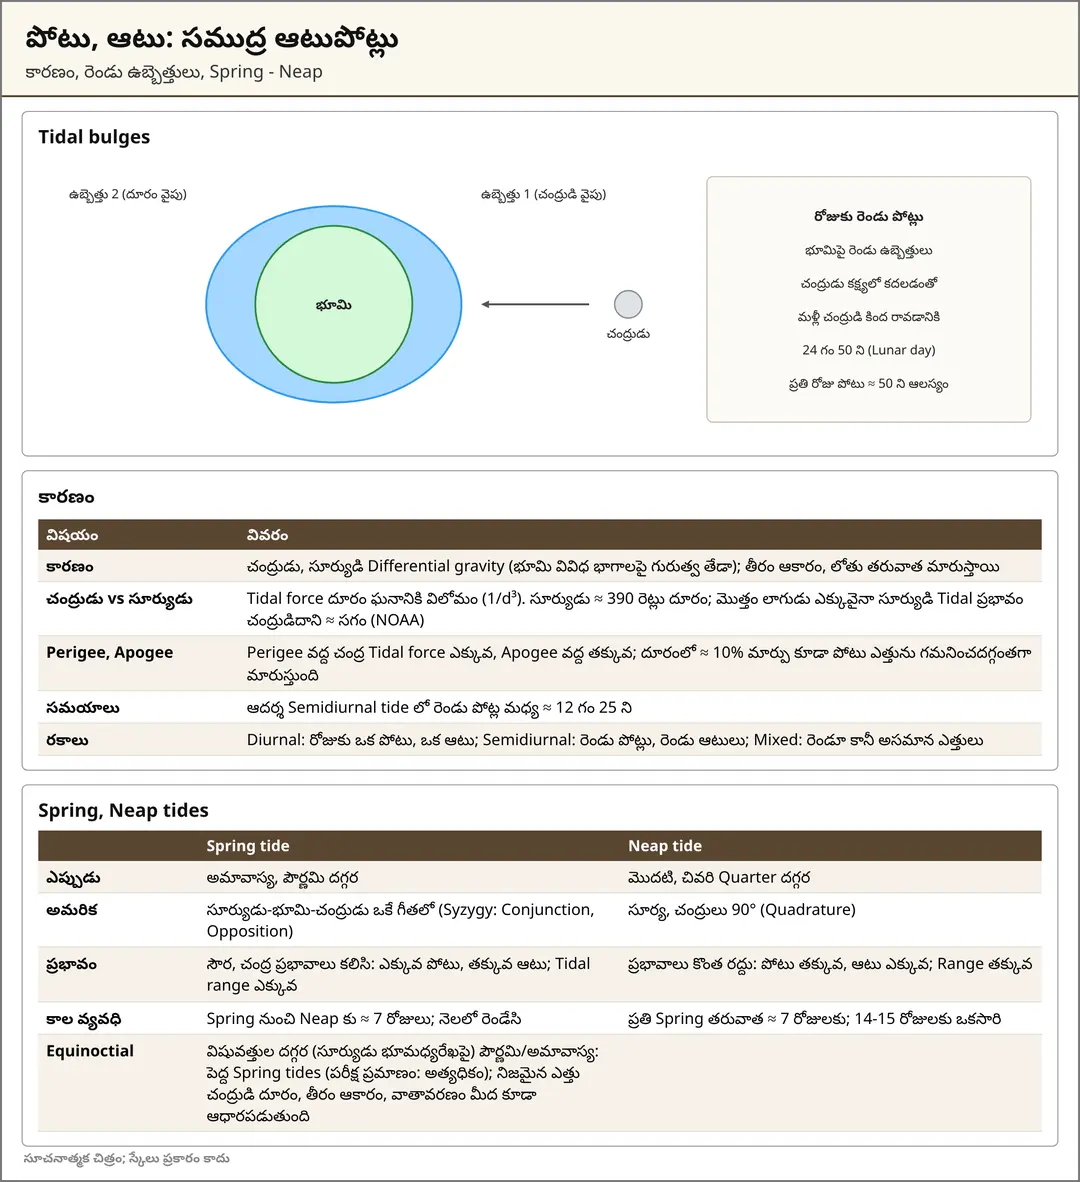 పోటు, ఆటు: సముద్ర ఆటుపోట్లు
కారణం, రెండు ఉబ్బెత్తులు, Spring - Neap
Tidal bulges
ఉబ్బెత్తు 2 (దూరం వైపు)
ఉబ్బెత్తు 1 (చంద్రుడి వైపు)
భూమి
చంద్రుడు
రోజుకు రెండు పోట్లు
భూమిపై రెండు ఉబ్బెత్తులు
చంద్రుడు కక్ష్యలో కదలడంతో
మళ్లీ చంద్రుడి కింద రావడానికి
24 గం 50 ని (Lunar day)
ప్రతి రోజు పోటు ≈ 50 ని ఆలస్యం
కారణం
విషయం వివరం
కారణం చంద్రుడు, సూర్యుడి Differential gravity (భూమి వివిధ భాగాలపై గురుత్వ తేడా); తీరం ఆకారం, లోతు తరువాత మారుస్తాయి
చంద్రుడు vs సూర్యుడు Tidal force దూరం ఘనానికి విలోమం (1/d³). సూర్యుడు ≈ 390 రెట్లు దూరం; మొత్తం లాగుడు ఎక్కువైనా సూర్యుడి Tidal ప్రభావం
చంద్రుడిదాని ≈ సగం (NOAA)
Perigee, Apogee Perigee వద్ద చంద్ర Tidal force ఎక్కువ, Apogee వద్ద తక్కువ; దూరంలో ≈ 10% మార్పు కూడా పోటు ఎత్తును గమనించదగ్గంతగా
మారుస్తుంది
సమయాలు ఆదర్శ Semidiurnal tide లో రెండు పోట్ల మధ్య ≈ 12 గం 25 ని
రకాలు Diurnal: రోజుకు ఒక పోటు, ఒక ఆటు; Semidiurnal: రెండు పోట్లు, రెండు ఆటులు; Mixed: రెండూ కానీ అసమాన ఎత్తులు
Spring, Neap tides
Spring tide Neap tide
ఎప్పుడు అమావాస్య, పౌర్ణమి దగ్గర మొదటి, చివరి Quarter దగ్గర
అమరిక సూర్యుడు-భూమి-చంద్రుడు ఒకే గీతలో (Syzygy: Conjunction, సూర్య, చంద్రులు 90° (Quadrature)
Opposition)
ప్రభావం సౌర, చంద్ర ప్రభావాలు కలిసి: ఎక్కువ పోటు, తక్కువ ఆటు; Tidal ప్రభావాలు కొంత రద్దు: పోటు తక్కువ, ఆటు ఎక్కువ; Range తక్కువ
range ఎక్కువ
కాల వ్యవధి Spring నుంచి Neap కు ≈ 7 రోజులు; నెలలో రెండేసి ప్రతి Spring తరువాత ≈ 7 రోజులకు; 14-15 రోజులకు ఒకసారి
Equinoctial విషువత్తుల దగ్గర (సూర్యుడు భూమధ్యరేఖపై) పౌర్ణమి/అమావాస్య:
పెద్ద Spring tides (పరీక్ష ప్రమాణం: అత్యధికం); నిజమైన ఎత్తు
చంద్రుడి దూరం, తీరం ఆకారం, వాతావరణం మీద కూడా
ఆధారపడుతుంది
సూచనాత్మక చిత్రం; స్కేలు ప్రకారం కాదు